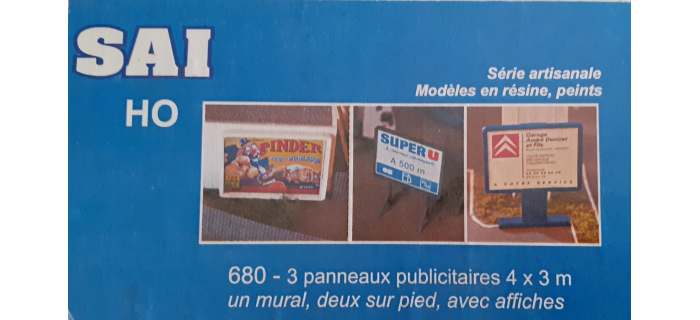 SAI
HO
Série artisanale
Modèles en résine, peints
PINDER
SUPER U
A 500 m
Garage
André Denizet
et Fils
A VOTRE SERVICE
680 - 3 panneaux publicitaires 4 x 3 m
un mural, deux sur pied, avec affiches